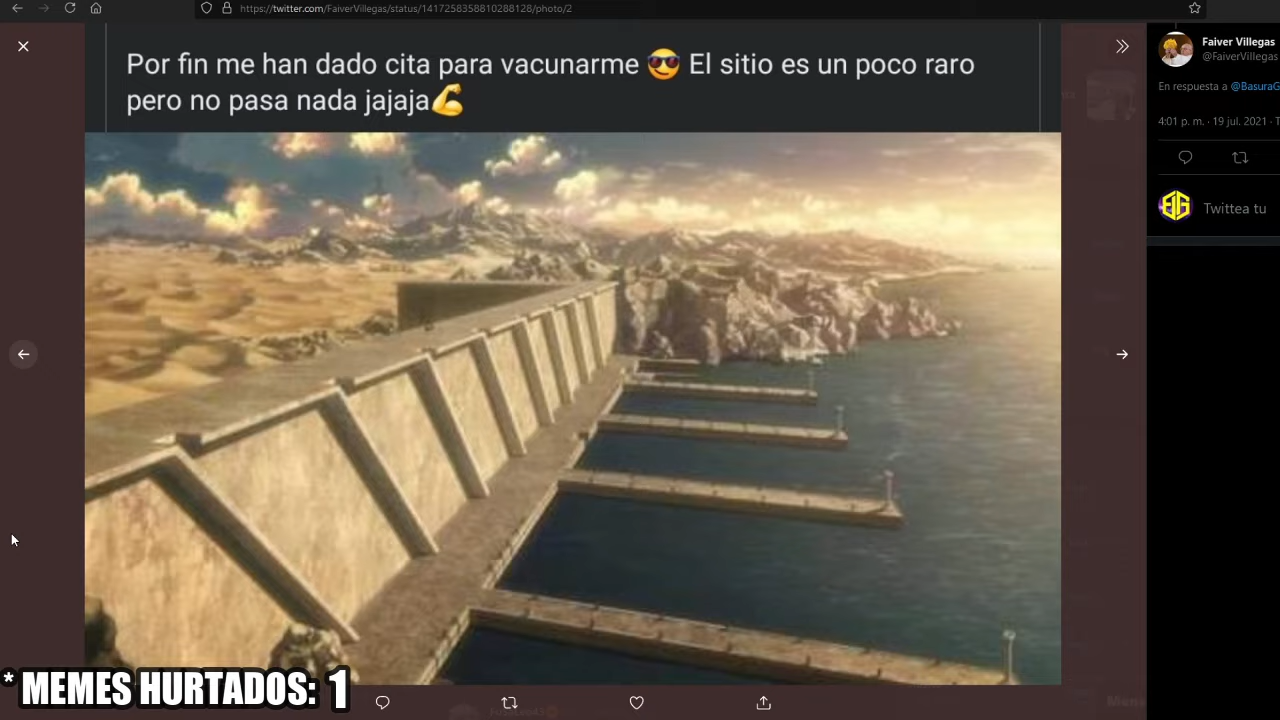 https://twitter.com/FaiverVillegas/status/1417258358810288128/photo/2
Por fin me han dado cita para vacunarme 😎 El sitio es un poco raro
pero no pasa nada jajaja💪
Faiver Villegas
@FaiverVillegas
En respuesta a @BasuraG
4:01 p. m. · 19 jul. 2021 · T
Twittea tu
* MEMES HURTADOS: 1